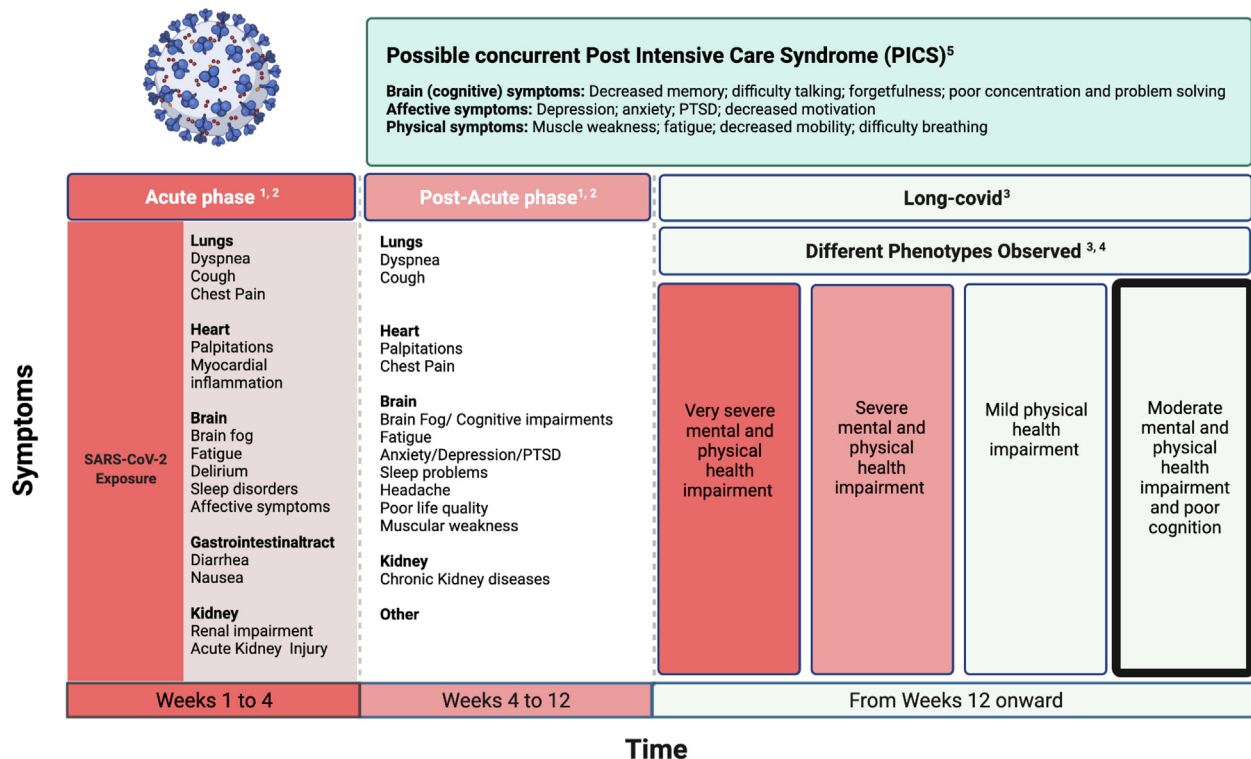 Possible concurrent Post Intensive Care Syndrome (PICS)5
Brain (cognitive) symptoms: Decreased memory; difficulty talking; forgetfulness; poor concentration and problem solving
Affective symptoms: Depression; anxiety; PTSD; decreased motivation
Physical symptoms: Muscle weakness; fatigue; decreased mobility; difficulty breathing
Acute phase 1, 2
Post-Acute phase1, 2
Long-covid3
Different Phenotypes Observed 3, 4
Symptoms
SARS-CoV-2
Exposure
Lungs
Dyspnea
Cough
Chest Pain
Heart
Palpitations
Myocardial
inflammation
Brain
Brain fog
Fatigue
Delirium
Sleep disorders
Affective symptoms
Gastrointestinaltract
Diarrhea
Nausea
Kidney
Renal impairment
Acute Kidney Injury
Lungs
Dyspnea
Cough
Heart
Palpitations
Chest Pain
Brain
Brain Fog/ Cognitive impairments
Fatigue
Anxiety/Depression/PTSD
Sleep problems
Headache
Poor life quality
Muscular weakness
Kidney
Chronic Kidney diseases
Other
Very severe
mental and
physical
health
impairment
Severe
mental and
physical
health
impairment
Mild physical
health
impairment
Moderate
mental and
physical
health
impairment
and poor
cognition
Weeks 1 to 4
Weeks 4 to 12
From Weeks 12 onward
Time